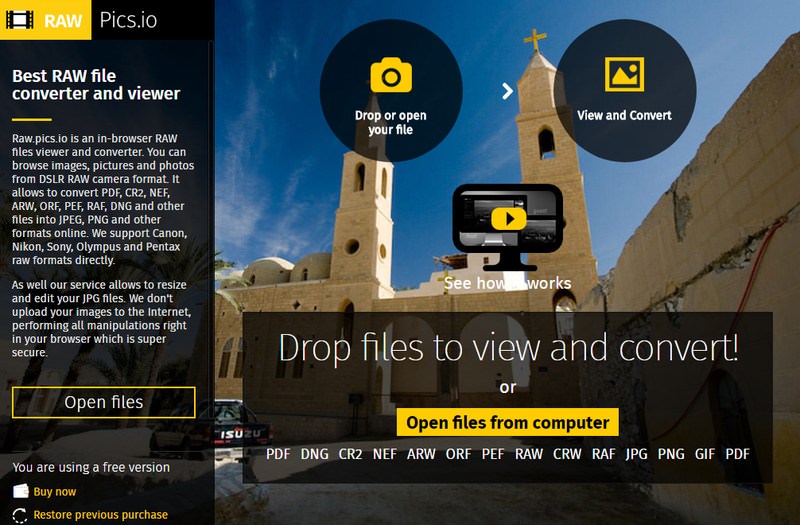 RAW Pics.io
Best RAW file
converter and viewer
Raw.pics.io is an in-browser RAW
files viewer and converter. You can
browse images, pictures and photos
from DSLR RAW camera format. It
allows to convert PDF, CR2, NEF,
ARW, ORF, PEF, RAF, DNG and other
files into JPEG, PNG and other
formats online. We support Canon,
Nikon, Sony, Olympus and Pentax
raw formats directly.
As well our service allows to resize
and edit your JPG files. We don't
upload your images to the Internet,
performing all manipulations right
in your browser which is super
secure.
Open files
You are using a free version
Buy now
Restore previous purchase
Drop or open
your file
View and Convert
See how works
Drop files to view and convert!
or
Open files from computer
PDF DNG CR2 NEF ARW ORF PEF RAW CRW RAF JPG PNG GIF PDF
ISUZU